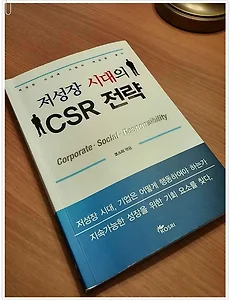 저성장 시대의
CSR 전략
Corporate · Social · Responsibility
저성장 시대, 기업은 어떻게 행동하여야 하는가
지속가능한 성장을 위한 기회 요소를 찾다.
KOSRI